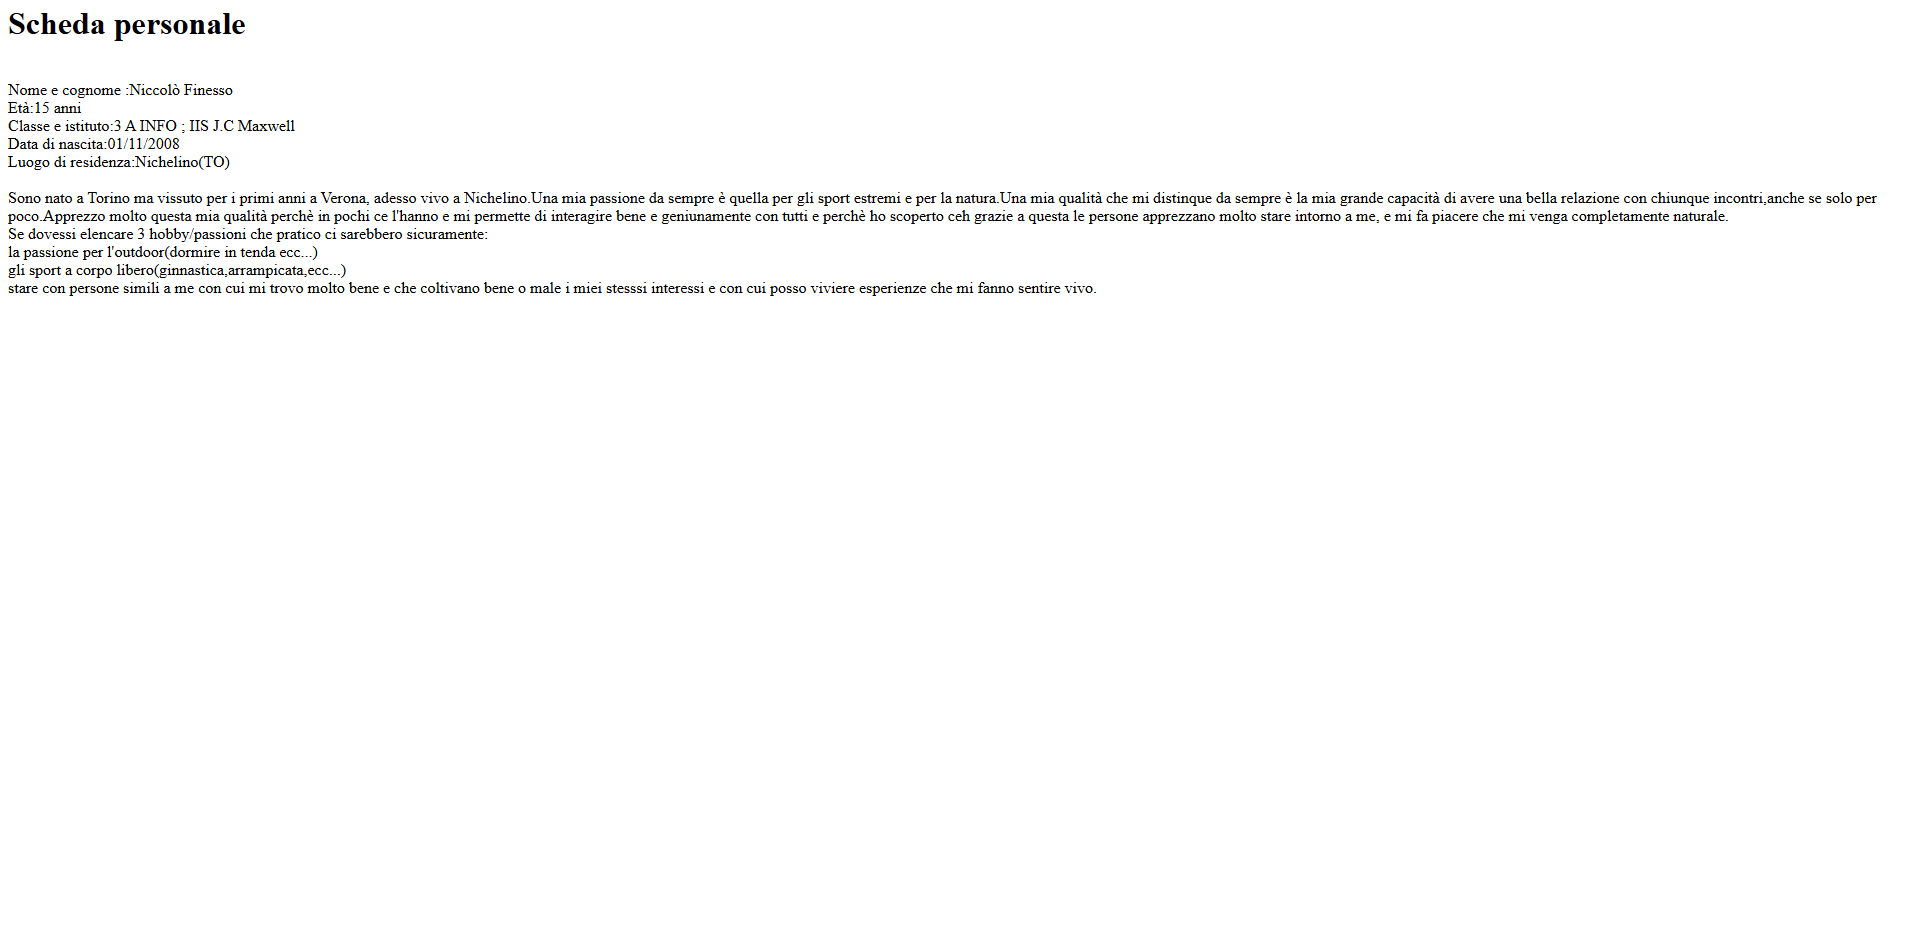 Scheda personale
Nome e cognome :Niccolò Finesso
Età:15 anni
Classe e istituto:3 A INFO ; IIS J.C Maxwell
Data di nascita:01/11/2008
Luogo di residenza:Nichelino(TO)
Sono nato a Torino ma vissuto per i primi anni a Verona, adesso vivo a Nichelino.Una mia passione da sempre è quella per gli sport estremi e per la natura.Una mia qualità che mi distinque da sempre è la mia grande capacità di avere una bella relazione con chiunque incontri,anche se solo per
poco.Apprezzo molto questa mia qualità perchè in pochi ce l'hanno e mi permette di interagire bene e geniunamente con tutti e perchè ho scoperto ceh grazie a questa le persone apprezzano molto stare intorno a me, e mi fa piacere che mi venga completamente naturale.
Se dovessi elencare 3 hobby/passioni che pratico ci sarebbero sicuramente:
la passione per l'outdoor(dormire in tenda ecc...)
gli sport a corpo libero(ginnastica,arrampicata,ecc...)
stare con persone simili a me con cui mi trovo molto bene e che coltivano bene o male i miei stesssi interessi e con cui posso viviere esperienze che mi fanno sentire vivo.